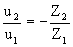 u₂/u₁ = −Z₂/Z₁